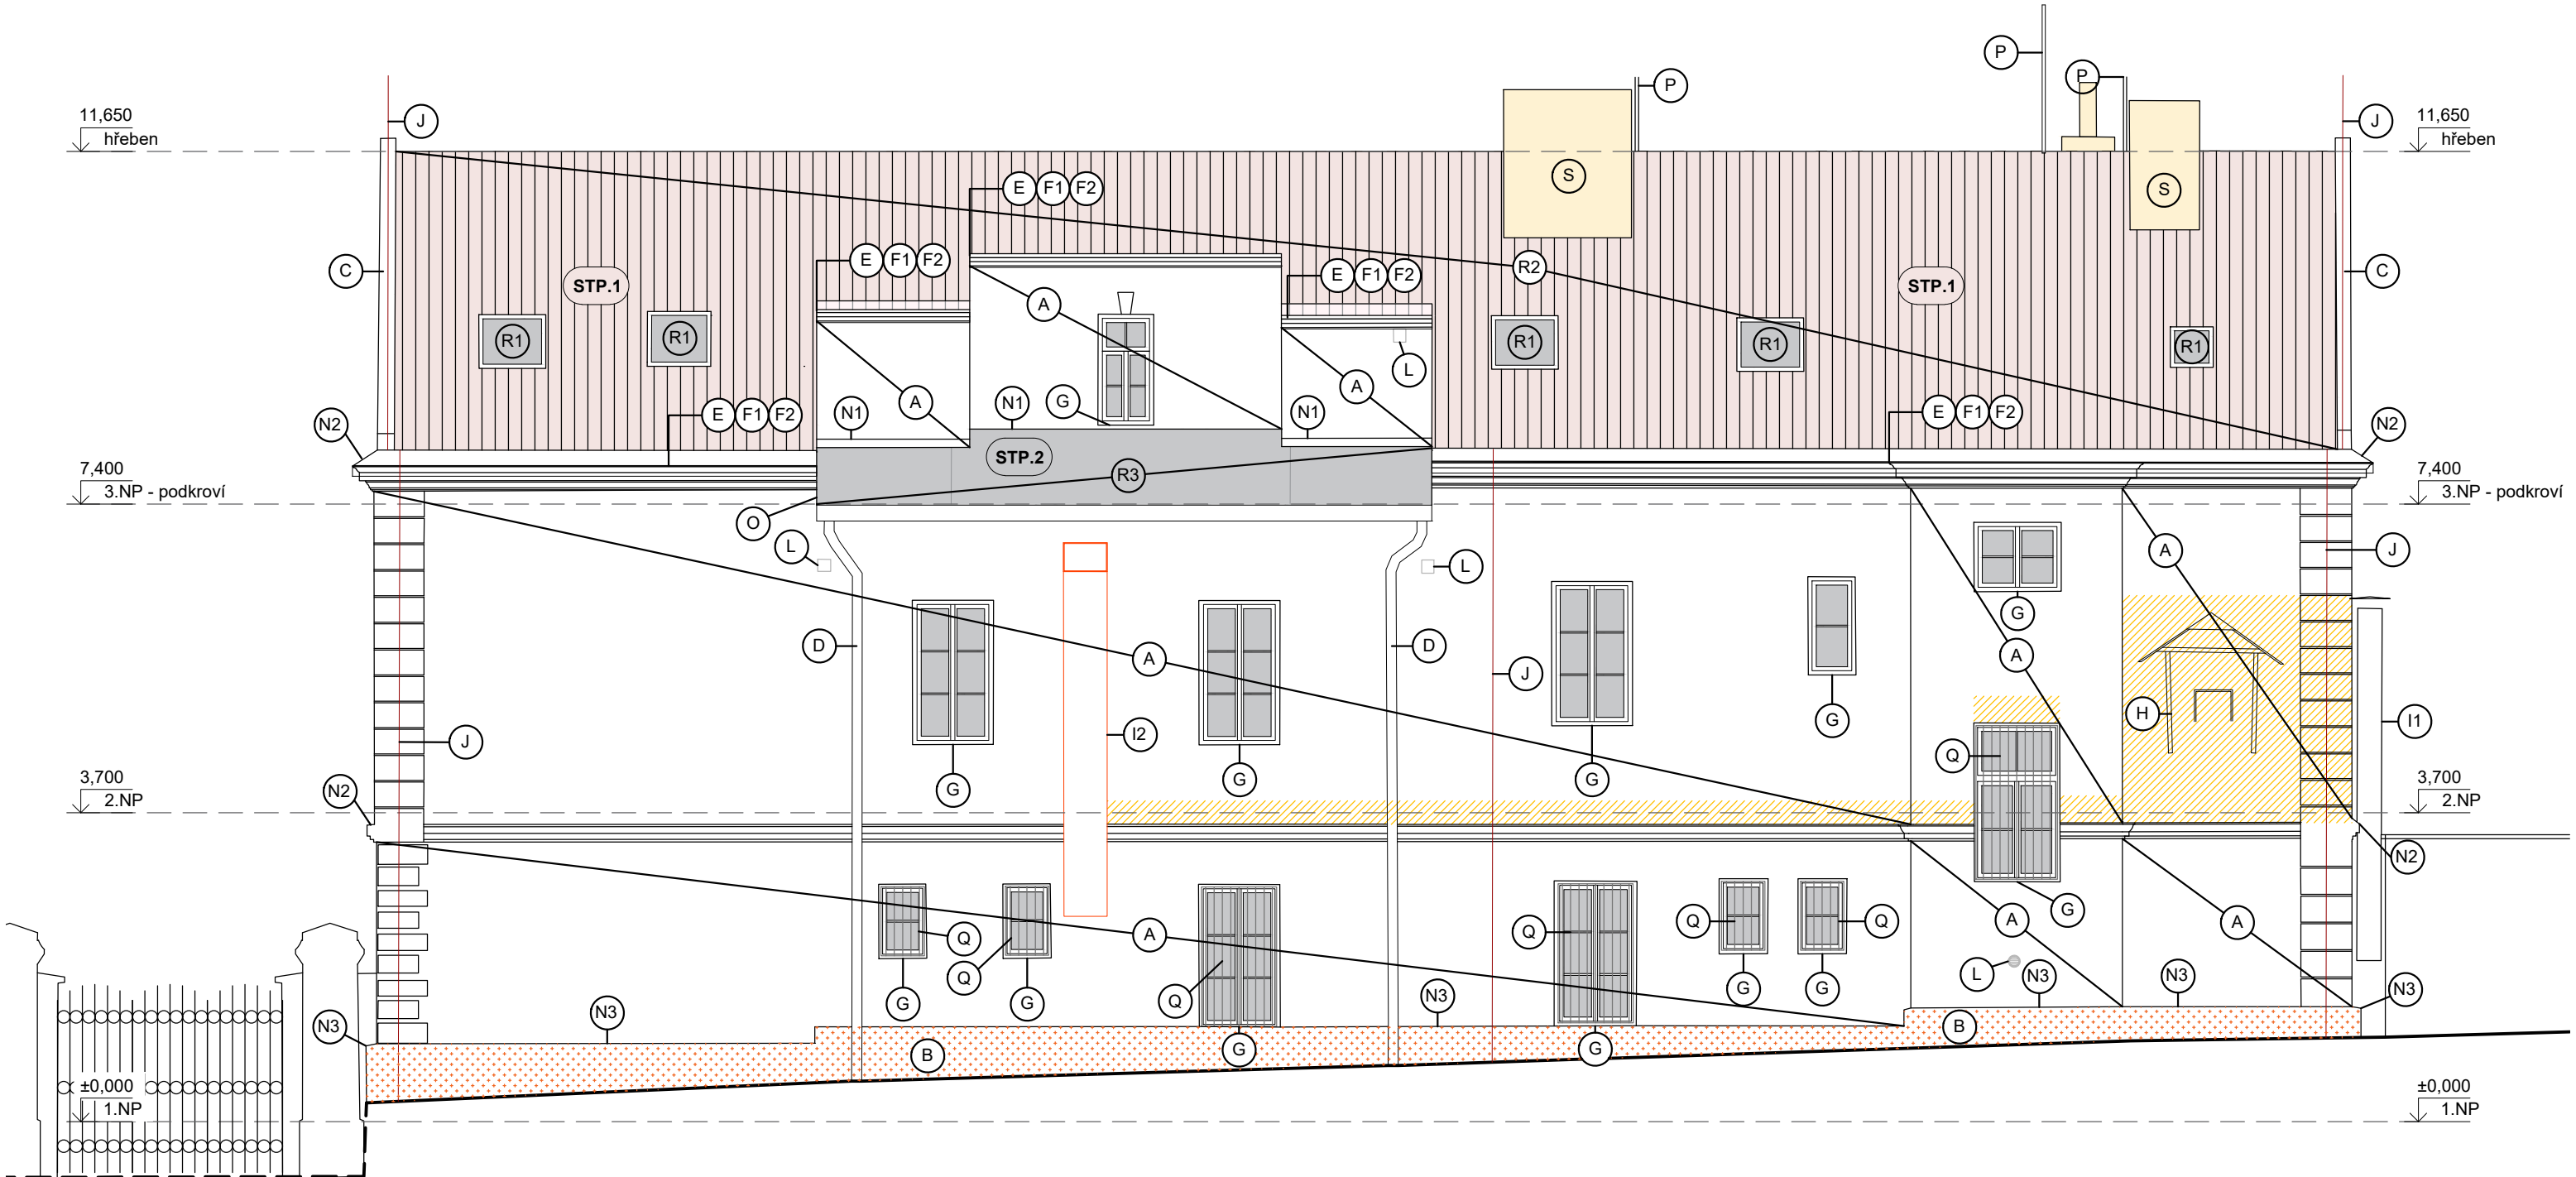 P
P
P
J
11,650
hřeben
J
11,650
hřeben
S
S
E F1 F2
E F1 F2
E F1 F2
R2
C
C
STP.1
STP.1
A
R1
R1
R1
R1
R1
L
A
A
N1
N1
G
N1
E F1 F2
E F1 F2
N2
N2
STP.2
R3
7,400
3.NP - podkroví
7,400
3.NP - podkroví
O
L
L
A
J
G
D
D
A
A
J
G
H
I1
I2
J
Q
G
G
G
3,700
2.NP
3,700
2.NP
N2
N2
G
A
A
A
Q
Q
Q
Q
Q
Q
L
N3
N3
N3
G
G
G
G
N3
N3
N3
B
B
G
G
±0,000
1.NP
±0,000
1.NP